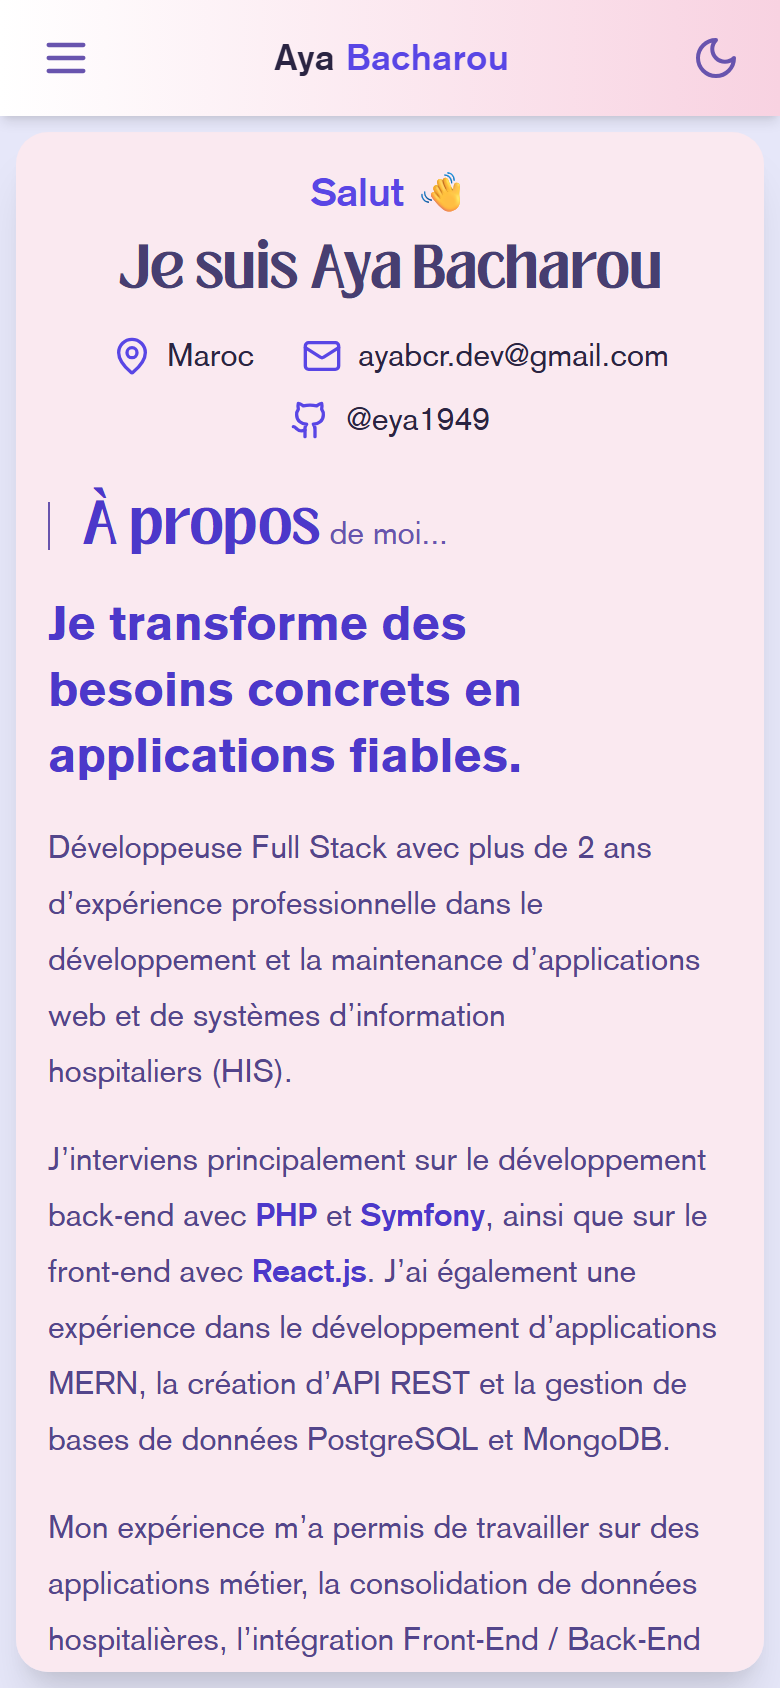 Aya Bacharou
Salut 👋
Je suis Aya Bacharou
Maroc ayabcr.dev@gmail.com
@eya1949
À propos de moi...
Je transforme des
besoins concrets en
applications fiables.
Développeuse Full Stack avec plus de 2 ans
d’expérience professionnelle dans le
développement et la maintenance d’applications
web et de systèmes d’information
hospitaliers (HIS).
J’interviens principalement sur le développement
back-end avec PHP et Symfony, ainsi que sur le
front-end avec React.js. J’ai également une
expérience dans le développement d’applications
MERN, la création d’API REST et la gestion de
bases de données PostgreSQL et MongoDB.
Mon expérience m’a permis de travailler sur des
applications métier, la consolidation de données
hospitalières, l’intégration Front-End / Back-End